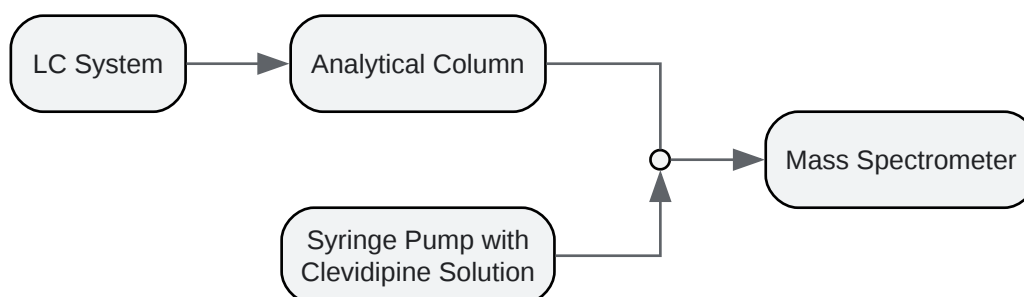 LC System
Analytical Column
Mass Spectrometer
Syringe Pump with
Clevidipine Solution